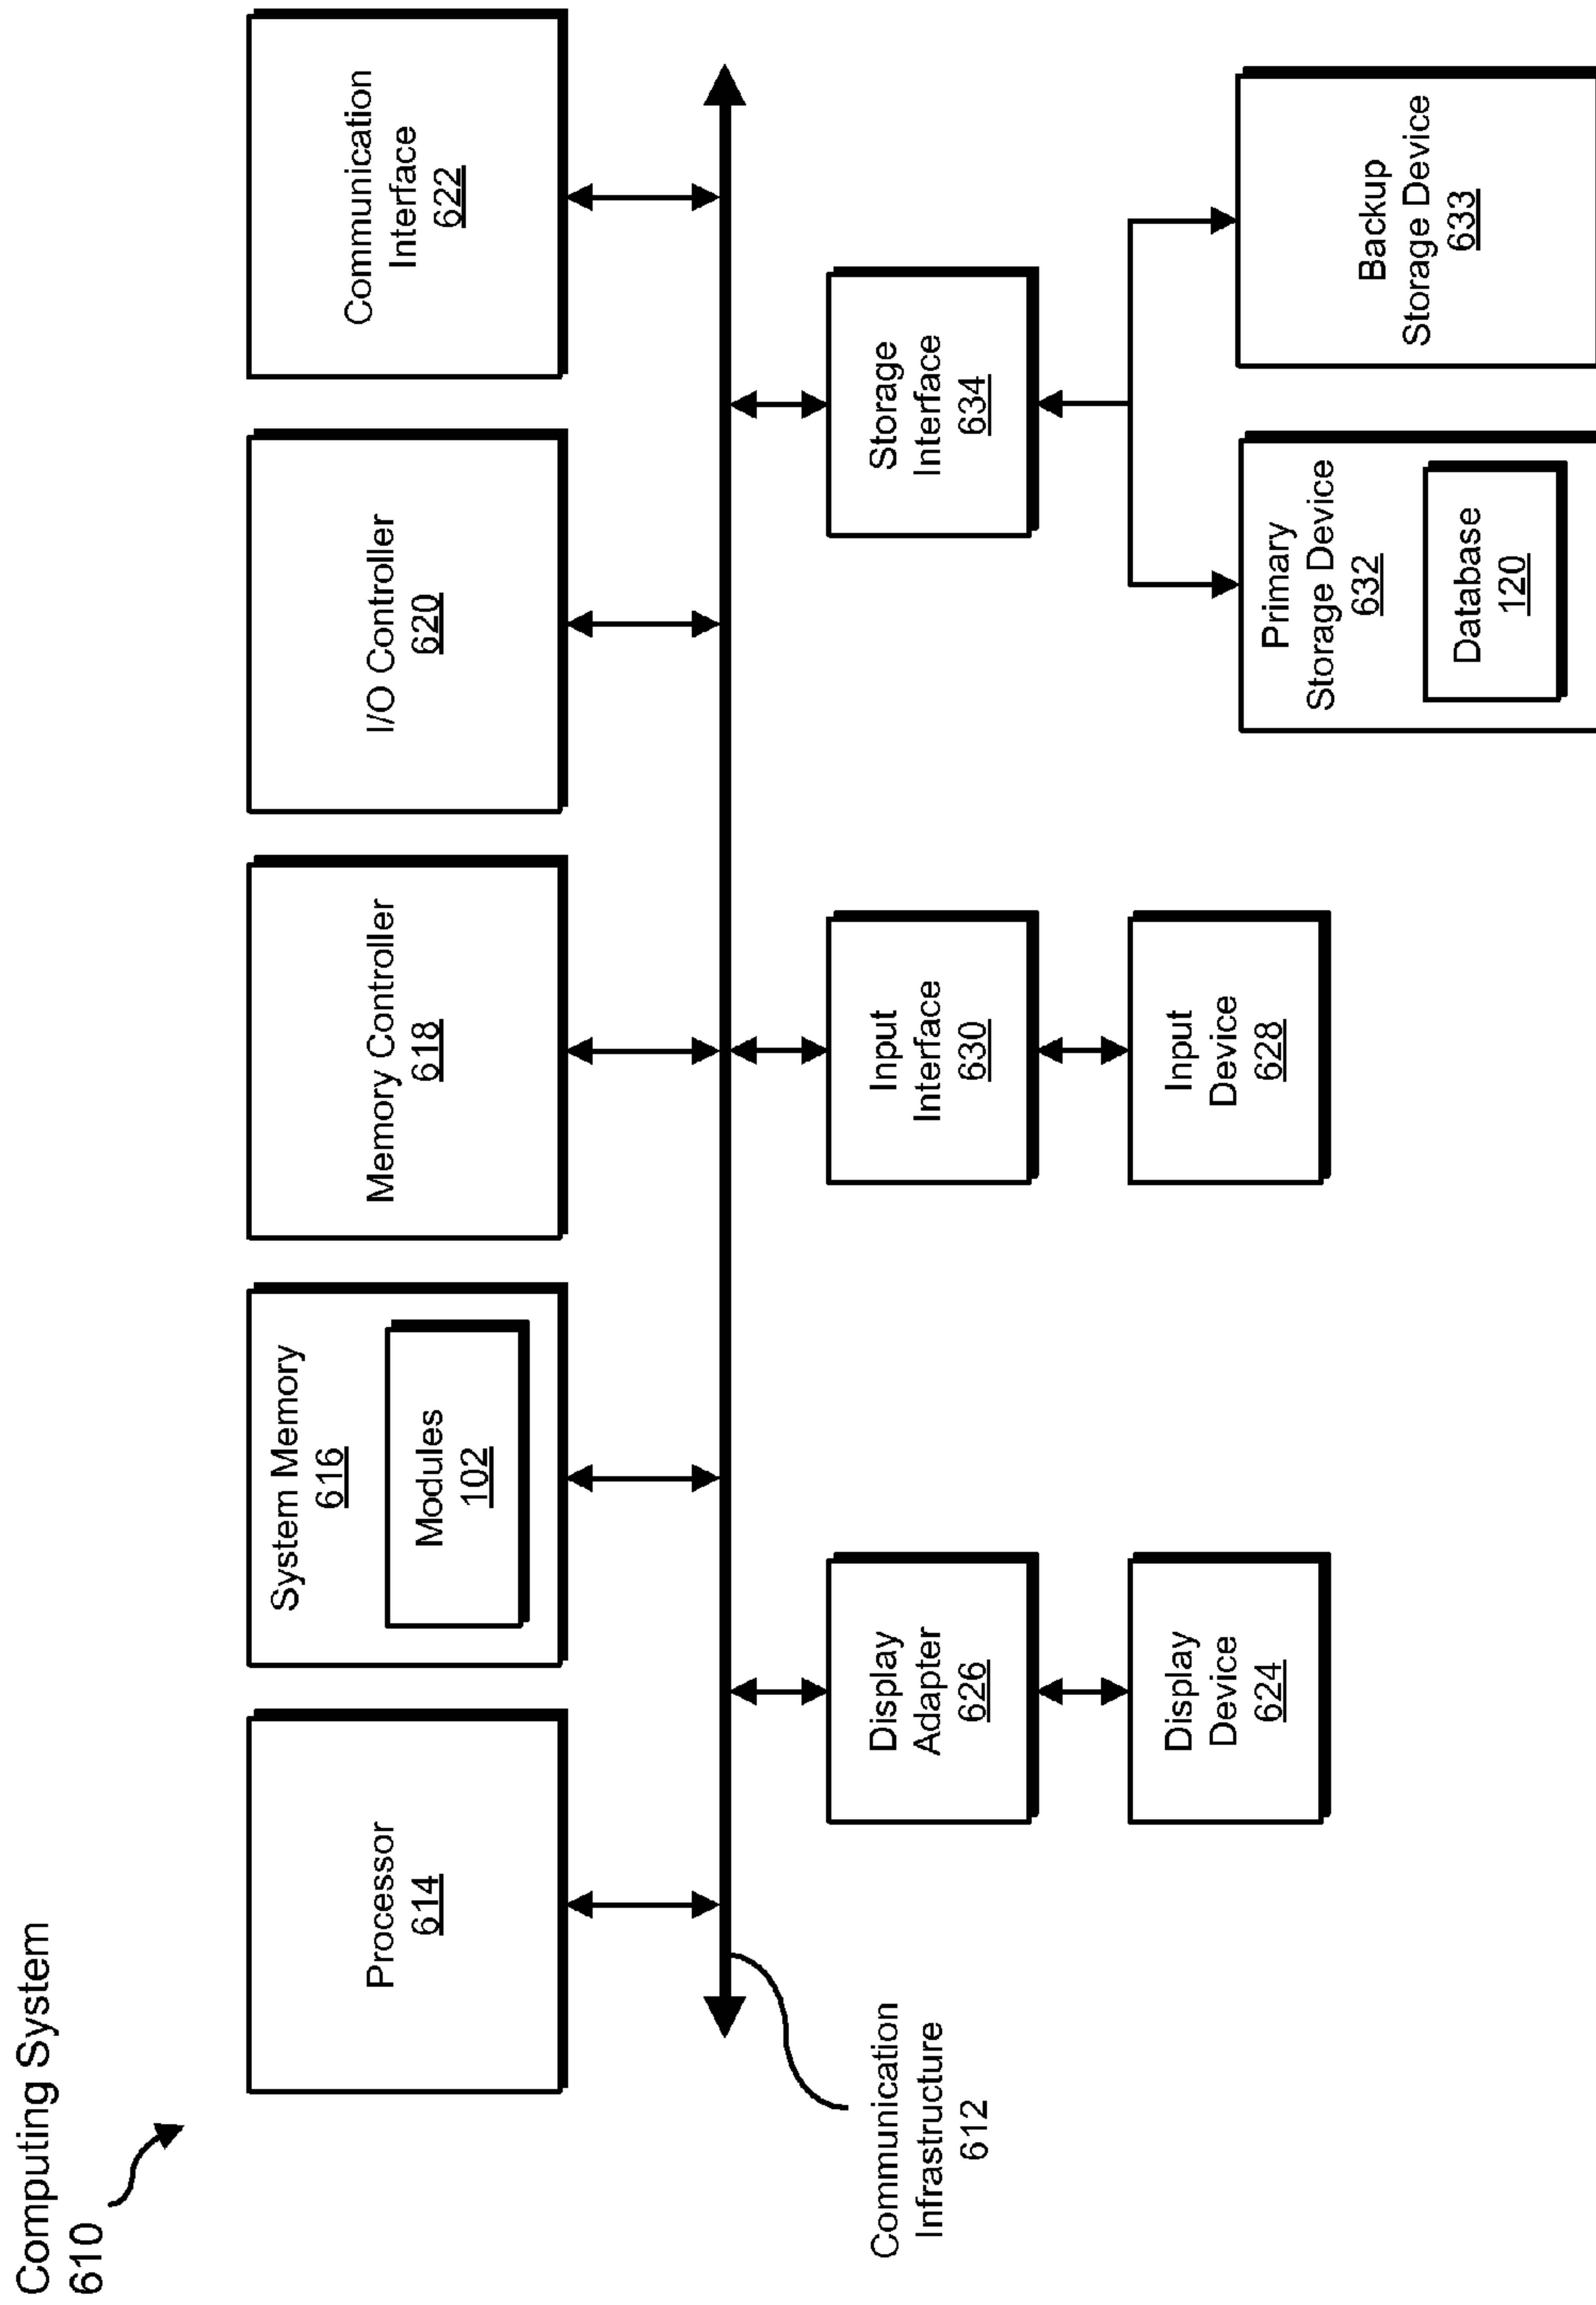 Computing System
610
Processor
614
System Memory
616
Modules
102
Memory Controller
618
I/O Controller
620
Communication
Interface
622
Communication
Infrastructure
612
Display
Adapter
626
Input
Interface
630
Storage
Interface
634
Display
Device
624
Input
Device
628
Primary
Storage Device
632
Database
120
Backup
Storage Device
633